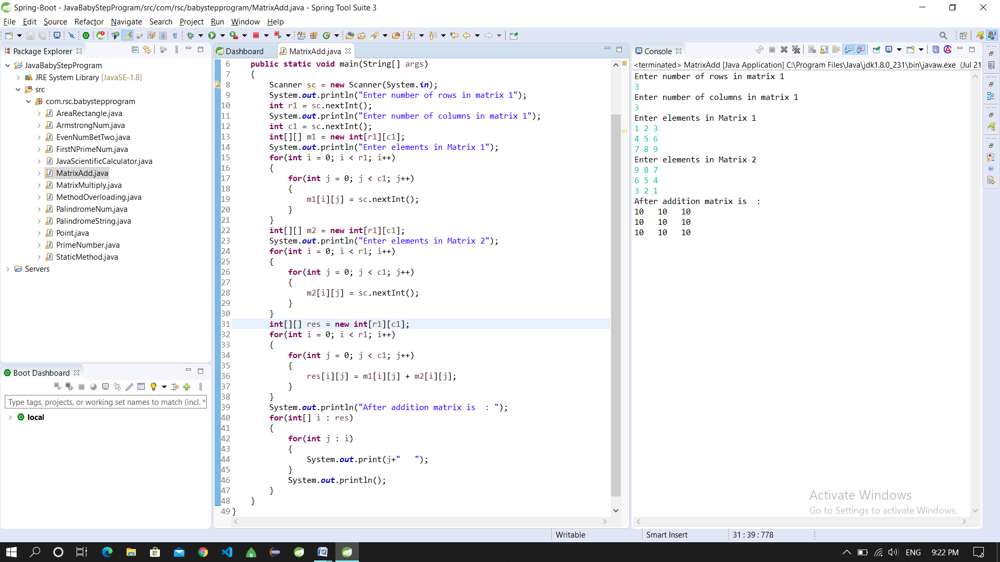 Spring-Boot - JavaBabyStepProgram/src/com/rsc/babystepprogram/MatrixAdd.java - Spring Tool Suite 3
File Edit Source Refactor Navigate Search Project Run Window Help
Package Explorer
JavaBabyStepProgram
JRE System Library [JavaSE-1.8]
src
com.rsc.babystepprogram
AreaRectangle.java
ArmstrongNum.java
EvenNumBetTwo.java
FirstNPrimeNum.java
JavaScientificCalculator.java
MatrixAdd.java
MatrixMultiply.java
MethodOverloading.java
PalindromeNum.java
PalindromeString.java
Point.java
PrimeNumber.java
StaticMethod.java
Servers
Boot Dashboard
Type tags, projects, or working set names to match (incl. *
local
Dashboard MatrixAdd.java
6 public static void main(String[] args)
7 {
8 Scanner sc = new Scanner(System.in);
9 System.out.println("Enter number of rows in matrix 1");
10 int r1 = sc.nextInt();
11 System.out.println("Enter number of columns in matrix 1");
12 int c1 = sc.nextInt();
13 int[][] m1 = new int[r1][c1];
14 System.out.println("Enter elements in Matrix 1");
15 for(int i = 0; i < r1; i++)
16 {
17 for(int j = 0; j < c1; j++)
18 {
19 m1[i][j] = sc.nextInt();
20 }
21 }
22 int[][] m2 = new int[r1][c1];
23 System.out.println("Enter elements in Matrix 2");
24 for(int i = 0; i < r1; i++)
25 {
26 for(int j = 0; j < c1; j++)
27 {
28 m2[i][j] = sc.nextInt();
29 }
30 }
31 int[][] res = new int[r1][c1];
32 for(int i = 0; i < r1; i++)
33 {
34 for(int j = 0; j < c1; j++)
35 {
36 res[i][j] = m1[i][j] + m2[i][j];
37 }
38 }
39 System.out.println("After addition matrix is  : ");
40 for(int[] i : res)
41 {
42 for(int j : i)
43 {
44 System.out.print(j+"   ");
45 }
46 System.out.println();
47 }
48 }
49 }
Console
<terminated> MatrixAdd [Java Application] C:\Program Files\Java\jdk1.8.0_231\bin\javaw.exe (Jul 21
Enter number of rows in matrix 1
3
Enter number of columns in matrix 1
3
Enter elements in Matrix 1
1 2 3
4 5 6
7 8 9
Enter elements in Matrix 2
9 8 7
6 5 4
3 2 1
After addition matrix is  :
10   10   10
10   10   10
10   10   10
Activate Windows
Go to Settings to activate Windows.
Writable Smart Insert 31 : 39 : 778
ENG 9:22 PM